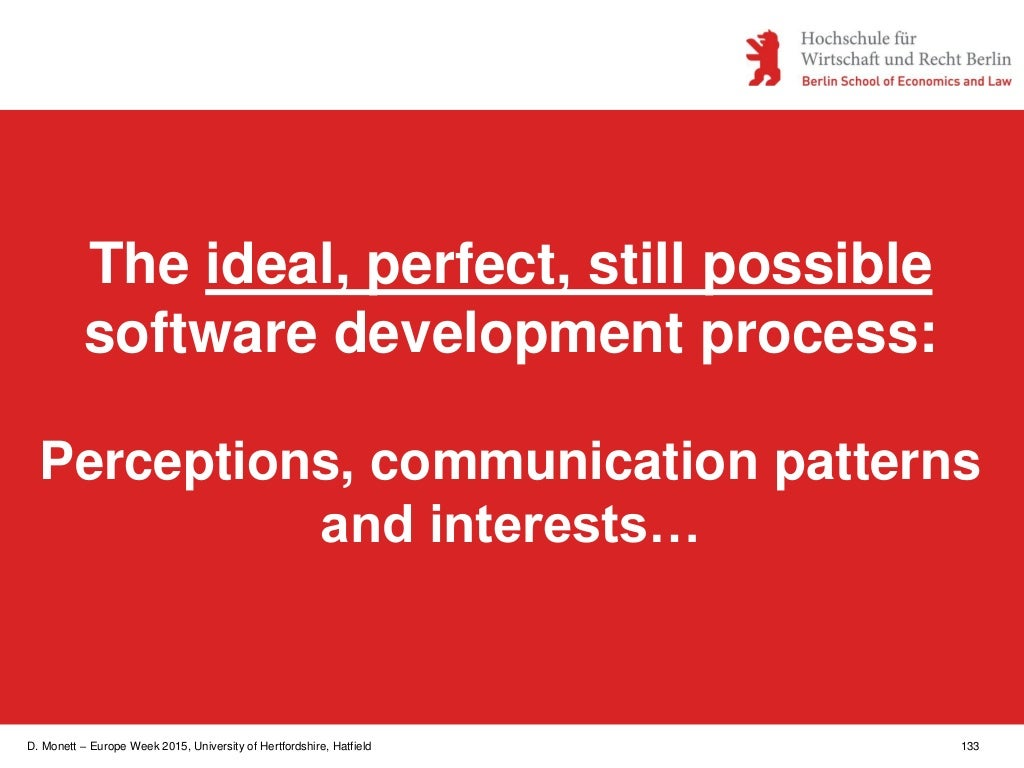 Hochschule für
Wirtschaft und Recht Berlin
Berlin School of Economics and Law
The ideal, perfect, still possible
software development process:
Perceptions, communication patterns
and interests…
D. Monett – Europe Week 2015, University of Hertfordshire, Hatfield
133